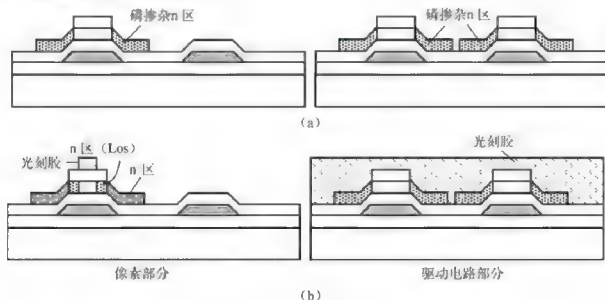 磷掺杂n区
磷掺杂n区
(a)
n区（Los）
光刻胶
n区
光刻胶
像素部分
驱动电路部分
(b)